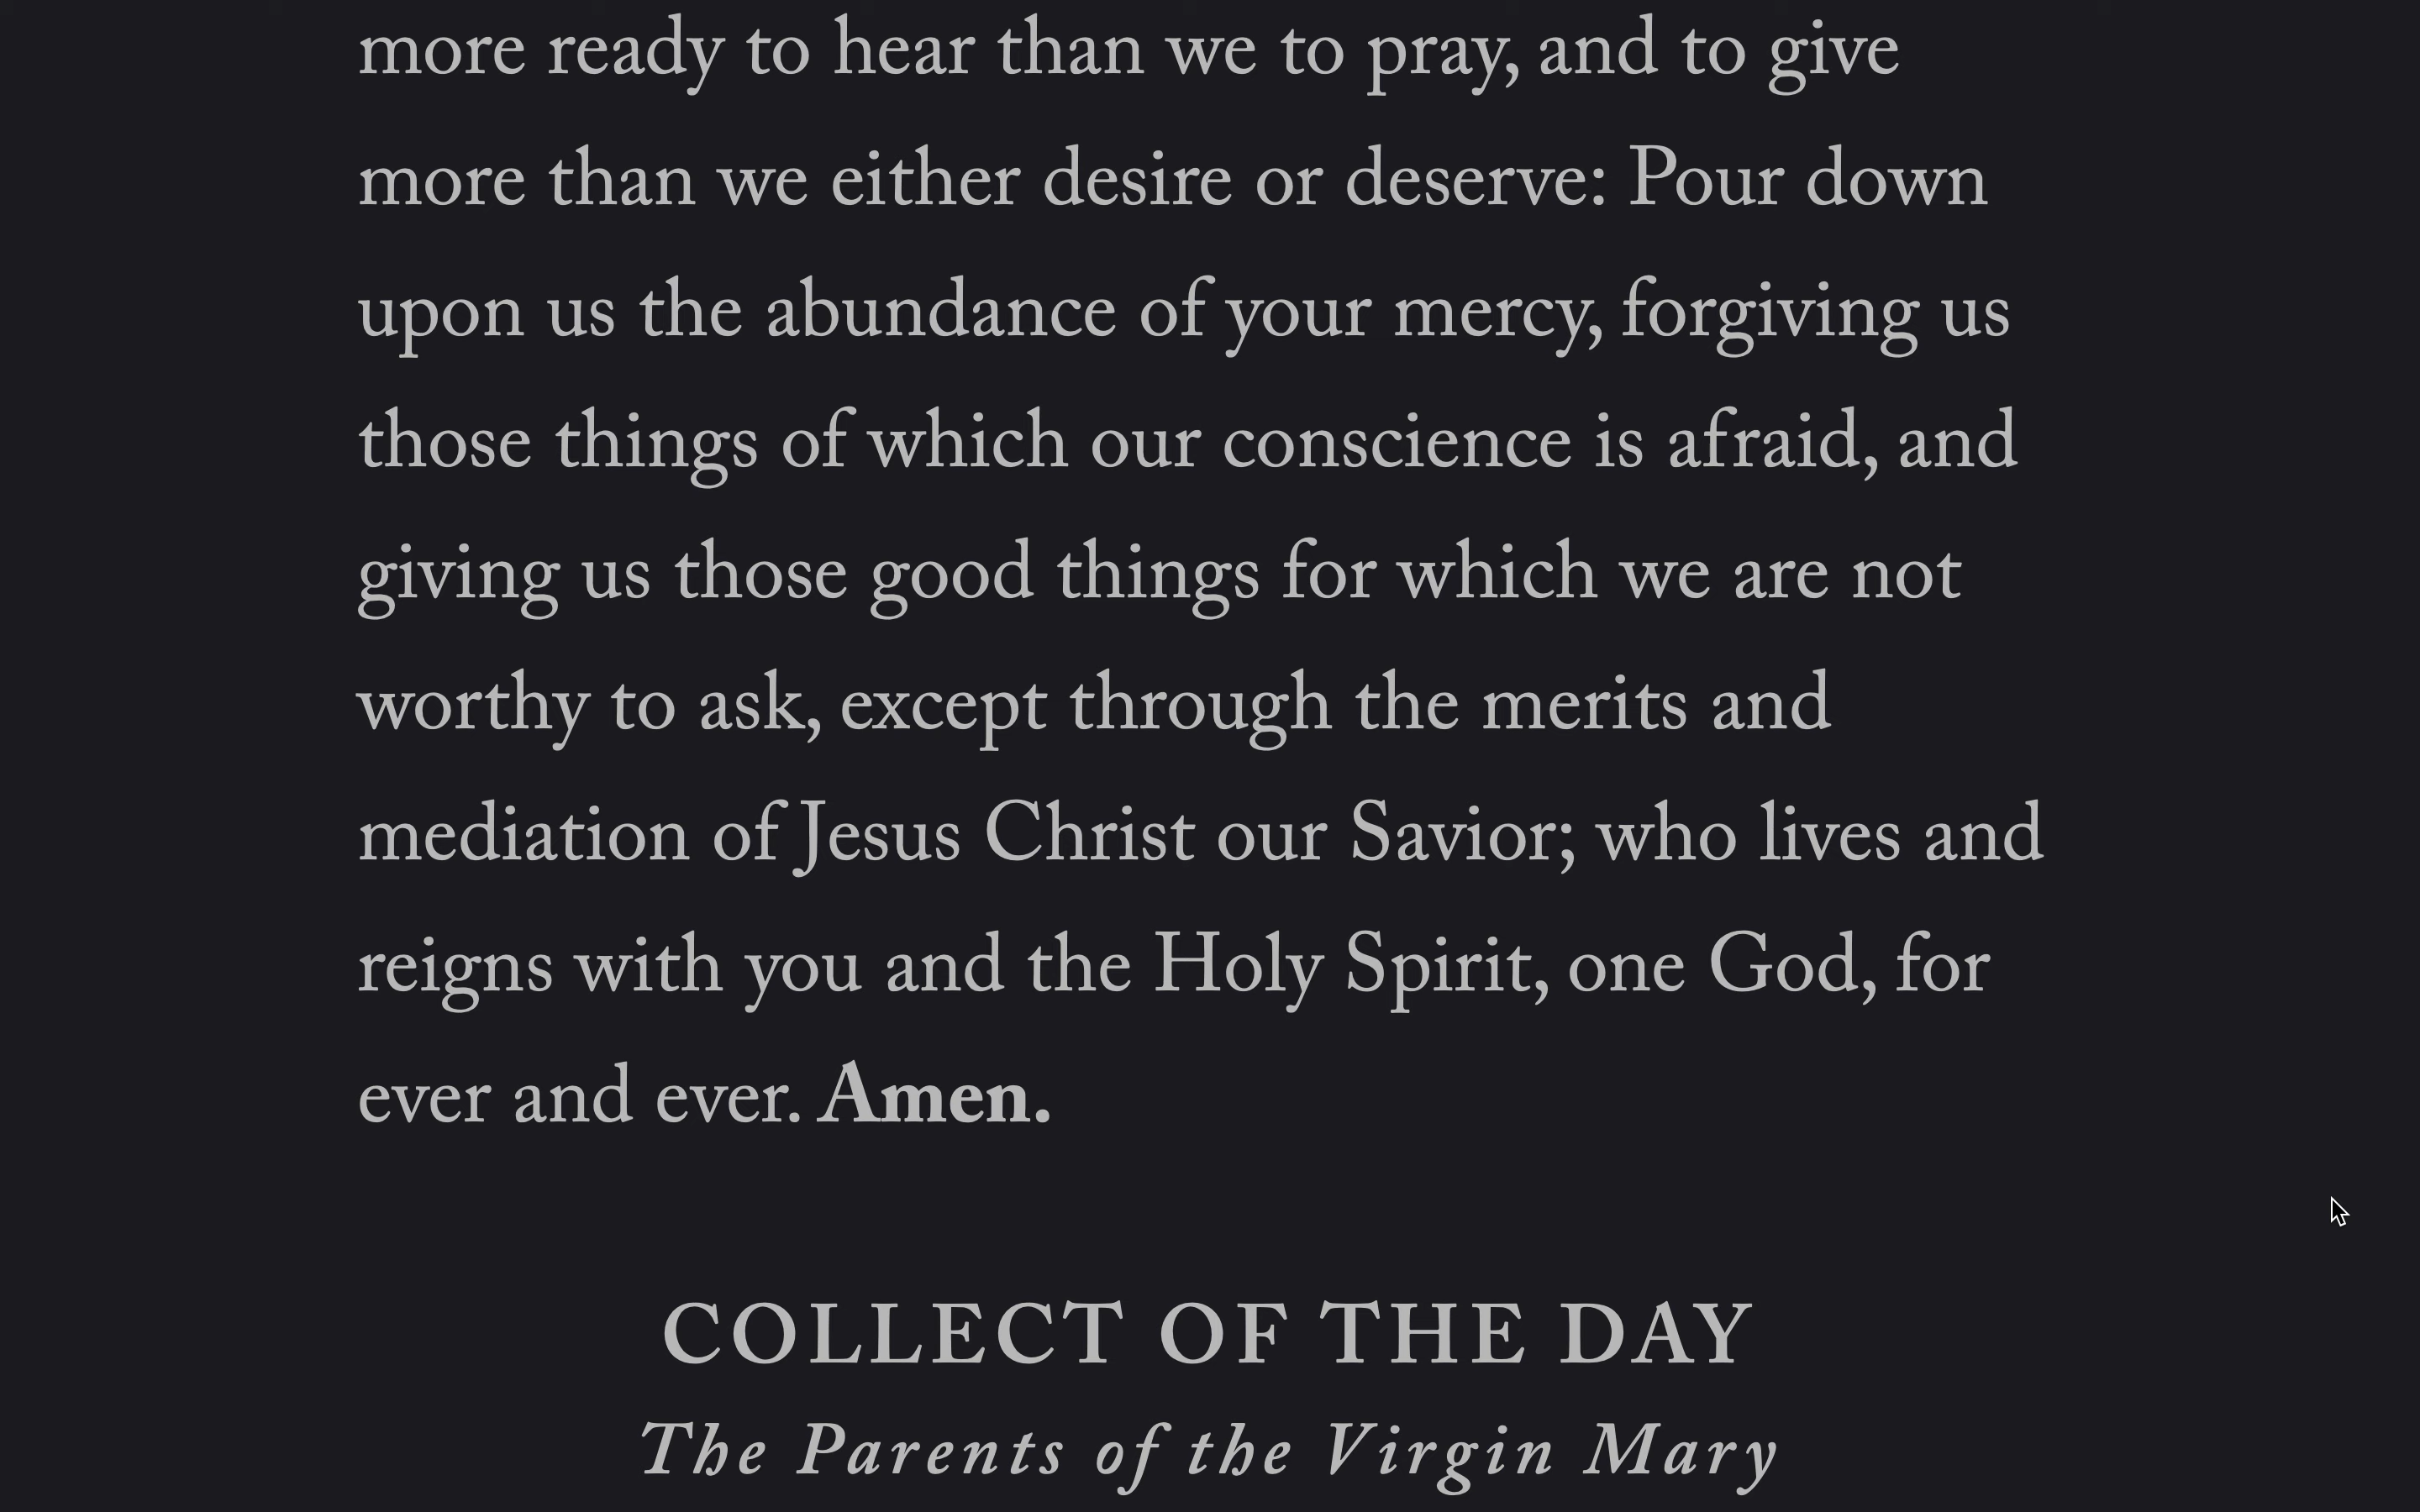 more ready to hear than we to pray, and to give
more than we either desire or deserve: Pour down
upon us the abundance of your mercy, forgiving us
those things of which our conscience is afraid, and
giving us those good things for which we are not
worthy to ask, except through the merits and
mediation of Jesus Christ our Savior; who lives and
reigns with you and the Holy Spirit, one God, for
ever and ever. Amen.
COLLECT OF THE DAY
The Parents of the Virgin Mary